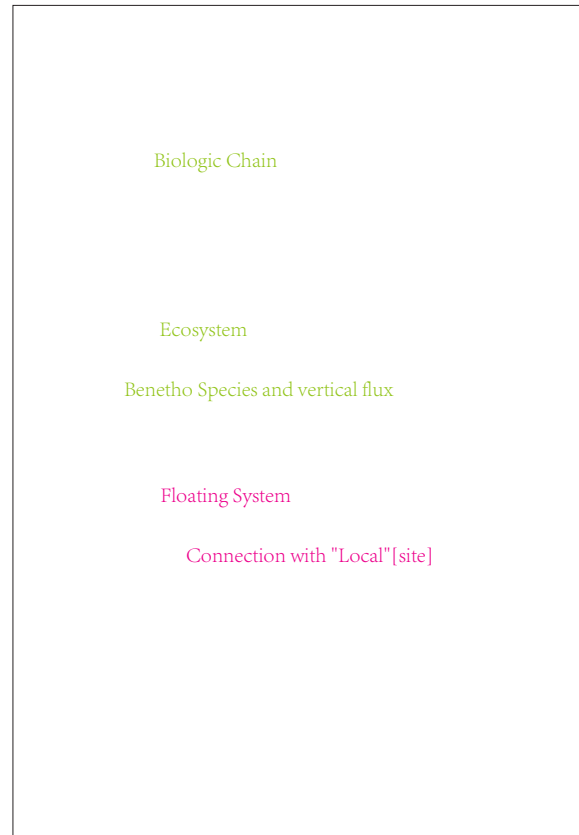 Biologic Chain
Ecosystem
Benetho Species and vertical flux
Floating System
Connection with "Local"[site]